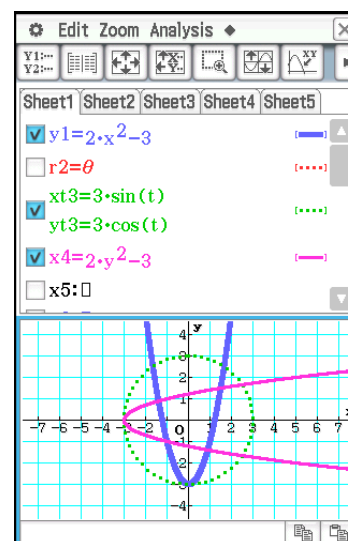 Edit Zoom Analysis
Y1:…
Y2:…
XY
Sheet1 Sheet2 Sheet3 Sheet4 Sheet5
y1=2·x²−3
r2=θ
xt3=3·sin(t)
yt3=3·cos(t)
x4=2·y²−3
x5:□
y
4
3
2
1
-7 -6 -5 -4 -3 -2 0 1 2 3 4 5 6 7
-1
-2
-3
-4